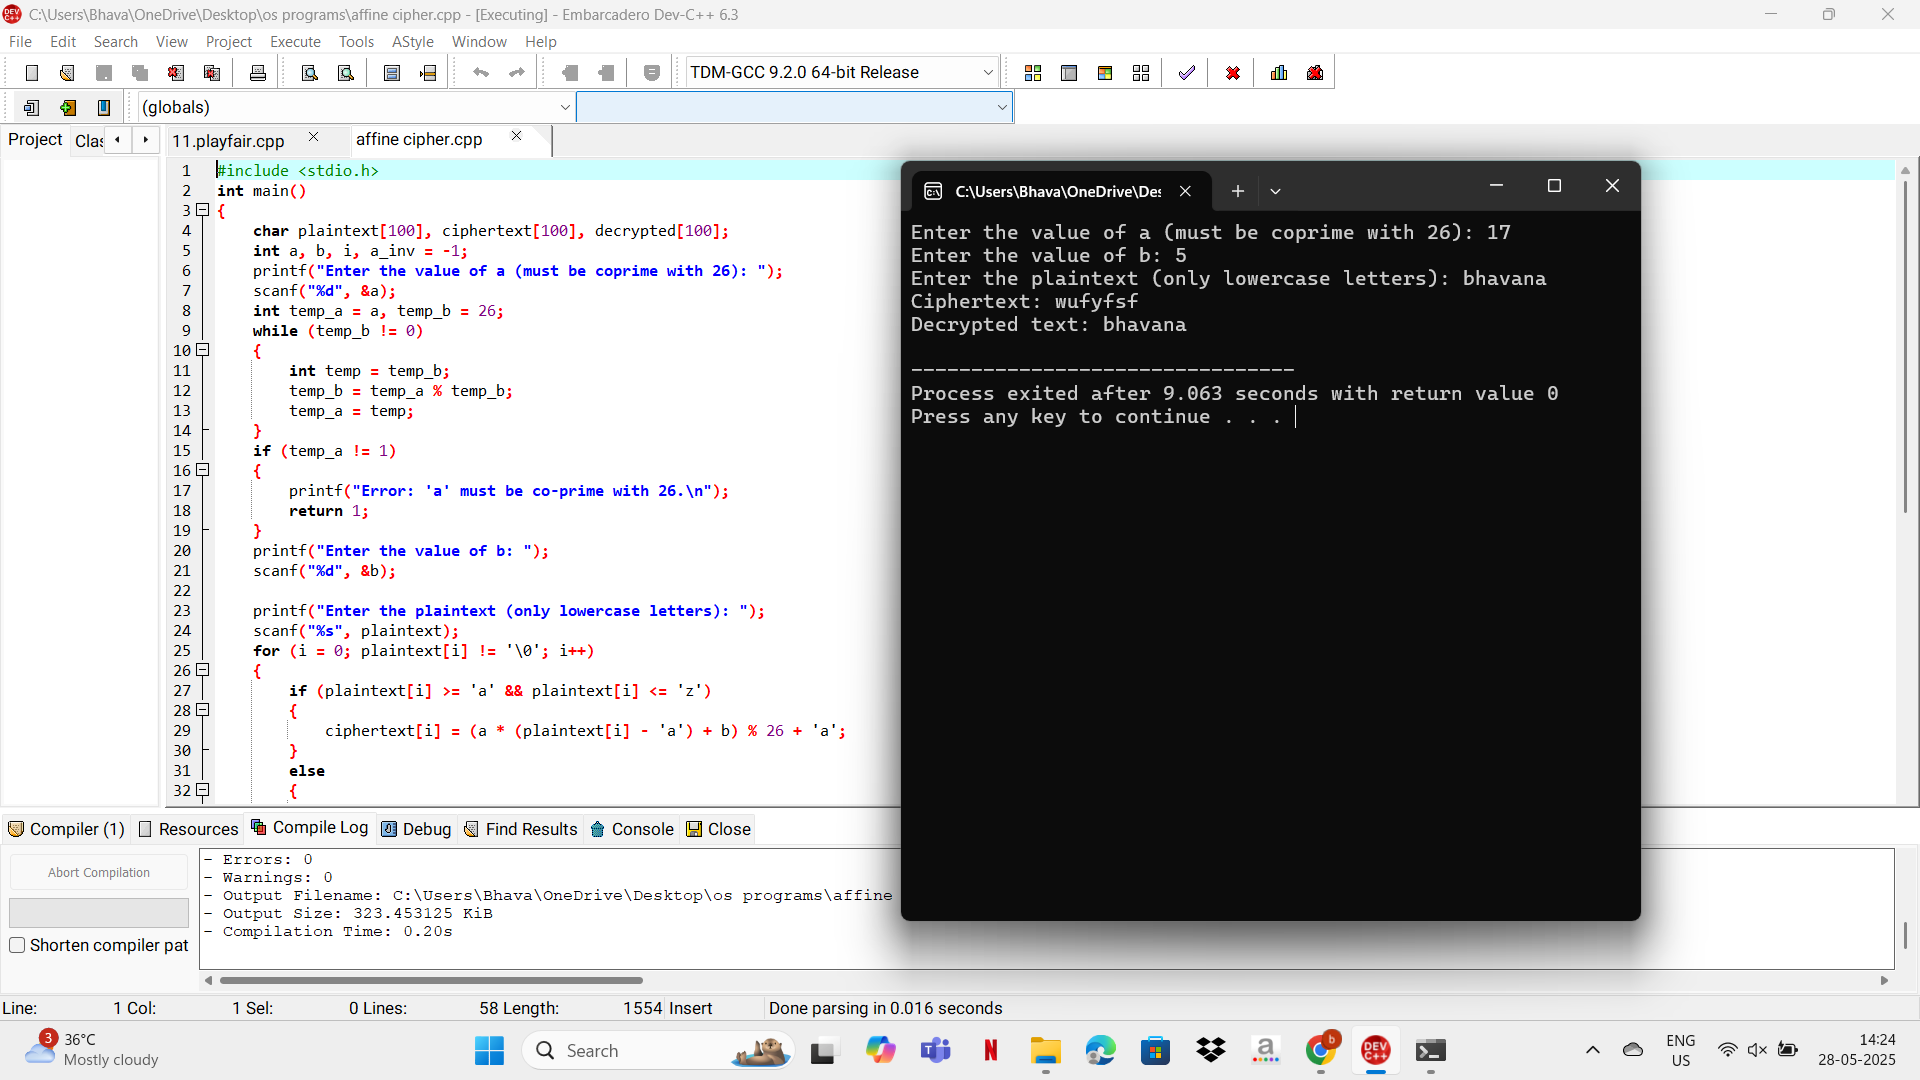 C:\Users\Bhava\OneDrive\Desktop\os programs\affine cipher.cpp - [Executing] - Embarcadero Dev-C++ 6.3
File Edit Search View Project Execute Tools AStyle Window Help
TDM-GCC 9.2.0 64-bit Release
(globals)
Project Clas 11.playfair.cpp affine cipher.cpp
1 #include <stdio.h>
2 int main()
3 {
4 char plaintext[100], ciphertext[100], decrypted[100];
5 int a, b, i, a_inv = -1;
6 printf("Enter the value of a (must be coprime with 26): ");
7 scanf("%d", &a);
8 int temp_a = a, temp_b = 26;
9 while (temp_b != 0)
10 {
11 int temp = temp_b;
12 temp_b = temp_a % temp_b;
13 temp_a = temp;
14 }
15 if (temp_a != 1)
16 {
17 printf("Error: 'a' must be co-prime with 26.\n");
18 return 1;
19 }
20 printf("Enter the value of b: ");
21 scanf("%d", &b);
22
23 printf("Enter the plaintext (only lowercase letters): ");
24 scanf("%s", plaintext);
25 for (i = 0; plaintext[i] != '\0'; i++)
26 {
27 if (plaintext[i] >= 'a' && plaintext[i] <= 'z')
28 {
29 ciphertext[i] = (a * (plaintext[i] - 'a') + b) % 26 + 'a';
30 }
31 else
32 {
C:\Users\Bhava\OneDrive\Des
Enter the value of a (must be coprime with 26): 17
Enter the value of b: 5
Enter the plaintext (only lowercase letters): bhavana
Ciphertext: wufyfsf
Decrypted text: bhavana
--------------------------------
Process exited after 9.063 seconds with return value 0
Press any key to continue . . .
Compiler (1) Resources Compile Log Debug Find Results Console Close
Abort Compilation
Shorten compiler pat
- Errors: 0
- Warnings: 0
- Output Filename: C:\Users\Bhava\OneDrive\Desktop\os programs\affine
- Output Size: 323.453125 KiB
- Compilation Time: 0.20s
Line: 1 Col: 1 Sel: 0 Lines: 58 Length: 1554 Insert Done parsing in 0.016 seconds
3
36°C
Mostly cloudy
Search
ENG
US
14:24
28-05-2025